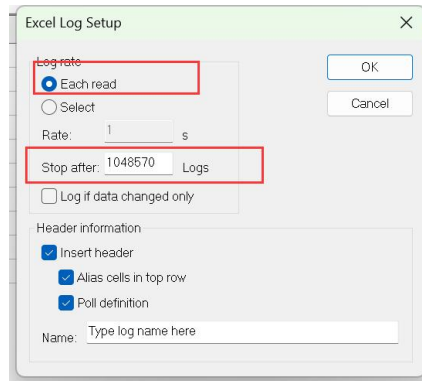 Excel Log Setup
Log rate
Each read
Select
Rate: 1 s
Stop after: 1048570 Logs
Log if data changed only
OK
Cancel
Header information
Insert header
Alias cells in top row
Poll definition
Name: Type log name here